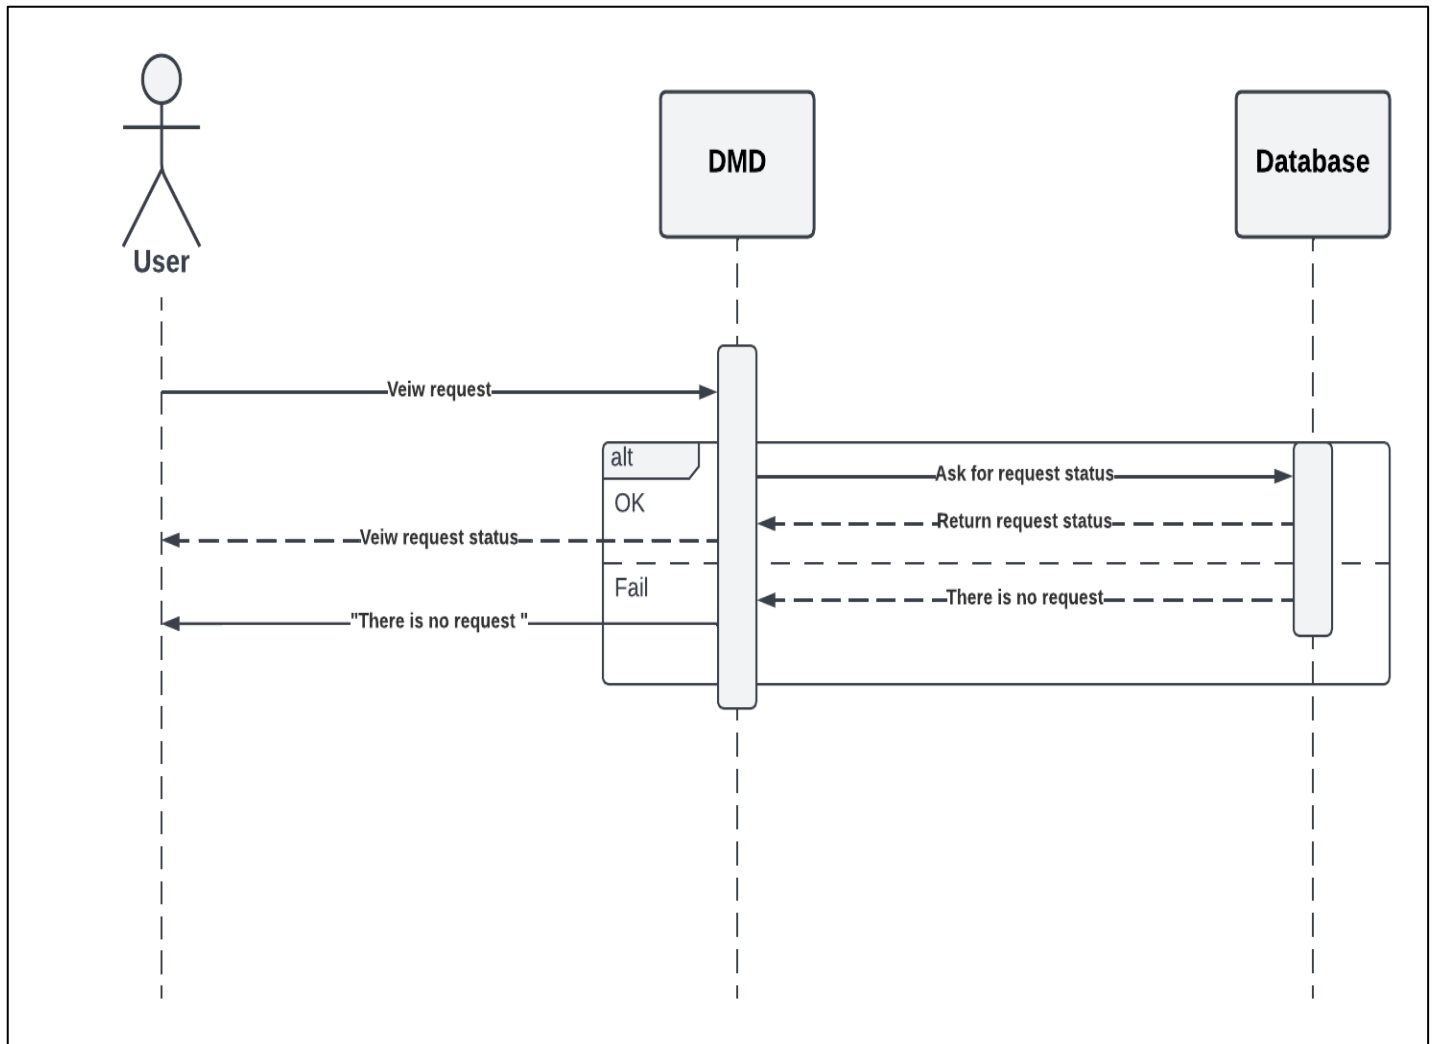 DMD
Database
User
Veiw request
alt
Ask for request status
OK
Return request status
Veiw request status
Fail
There is no request
"There is no request "